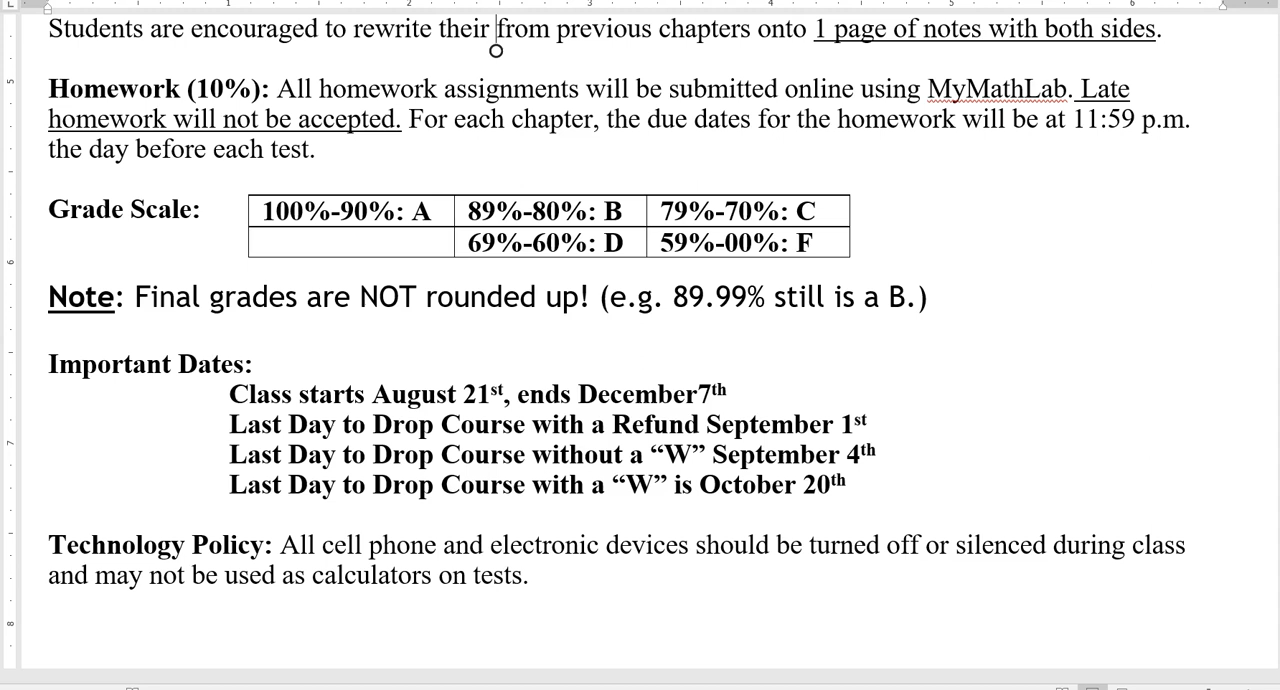 Students are encouraged to rewrite their from previous chapters onto 1 page of notes with both sides.
Homework (10%): All homework assignments will be submitted online using MyMathLab. Late
homework will not be accepted. For each chapter, the due dates for the homework will be at 11:59 p.m.
the day before each test.
Grade Scale: 100%-90%: A 89%-80%: B 79%-70%: C
69%-60%: D 59%-00%: F
Note: Final grades are NOT rounded up! (e.g. 89.99% still is a B.)
Important Dates:
Class starts August 21st, ends December7th
Last Day to Drop Course with a Refund September 1st
Last Day to Drop Course without a “W” September 4th
Last Day to Drop Course with a “W” is October 20th
Technology Policy: All cell phone and electronic devices should be turned off or silenced during class
and may not be used as calculators on tests.